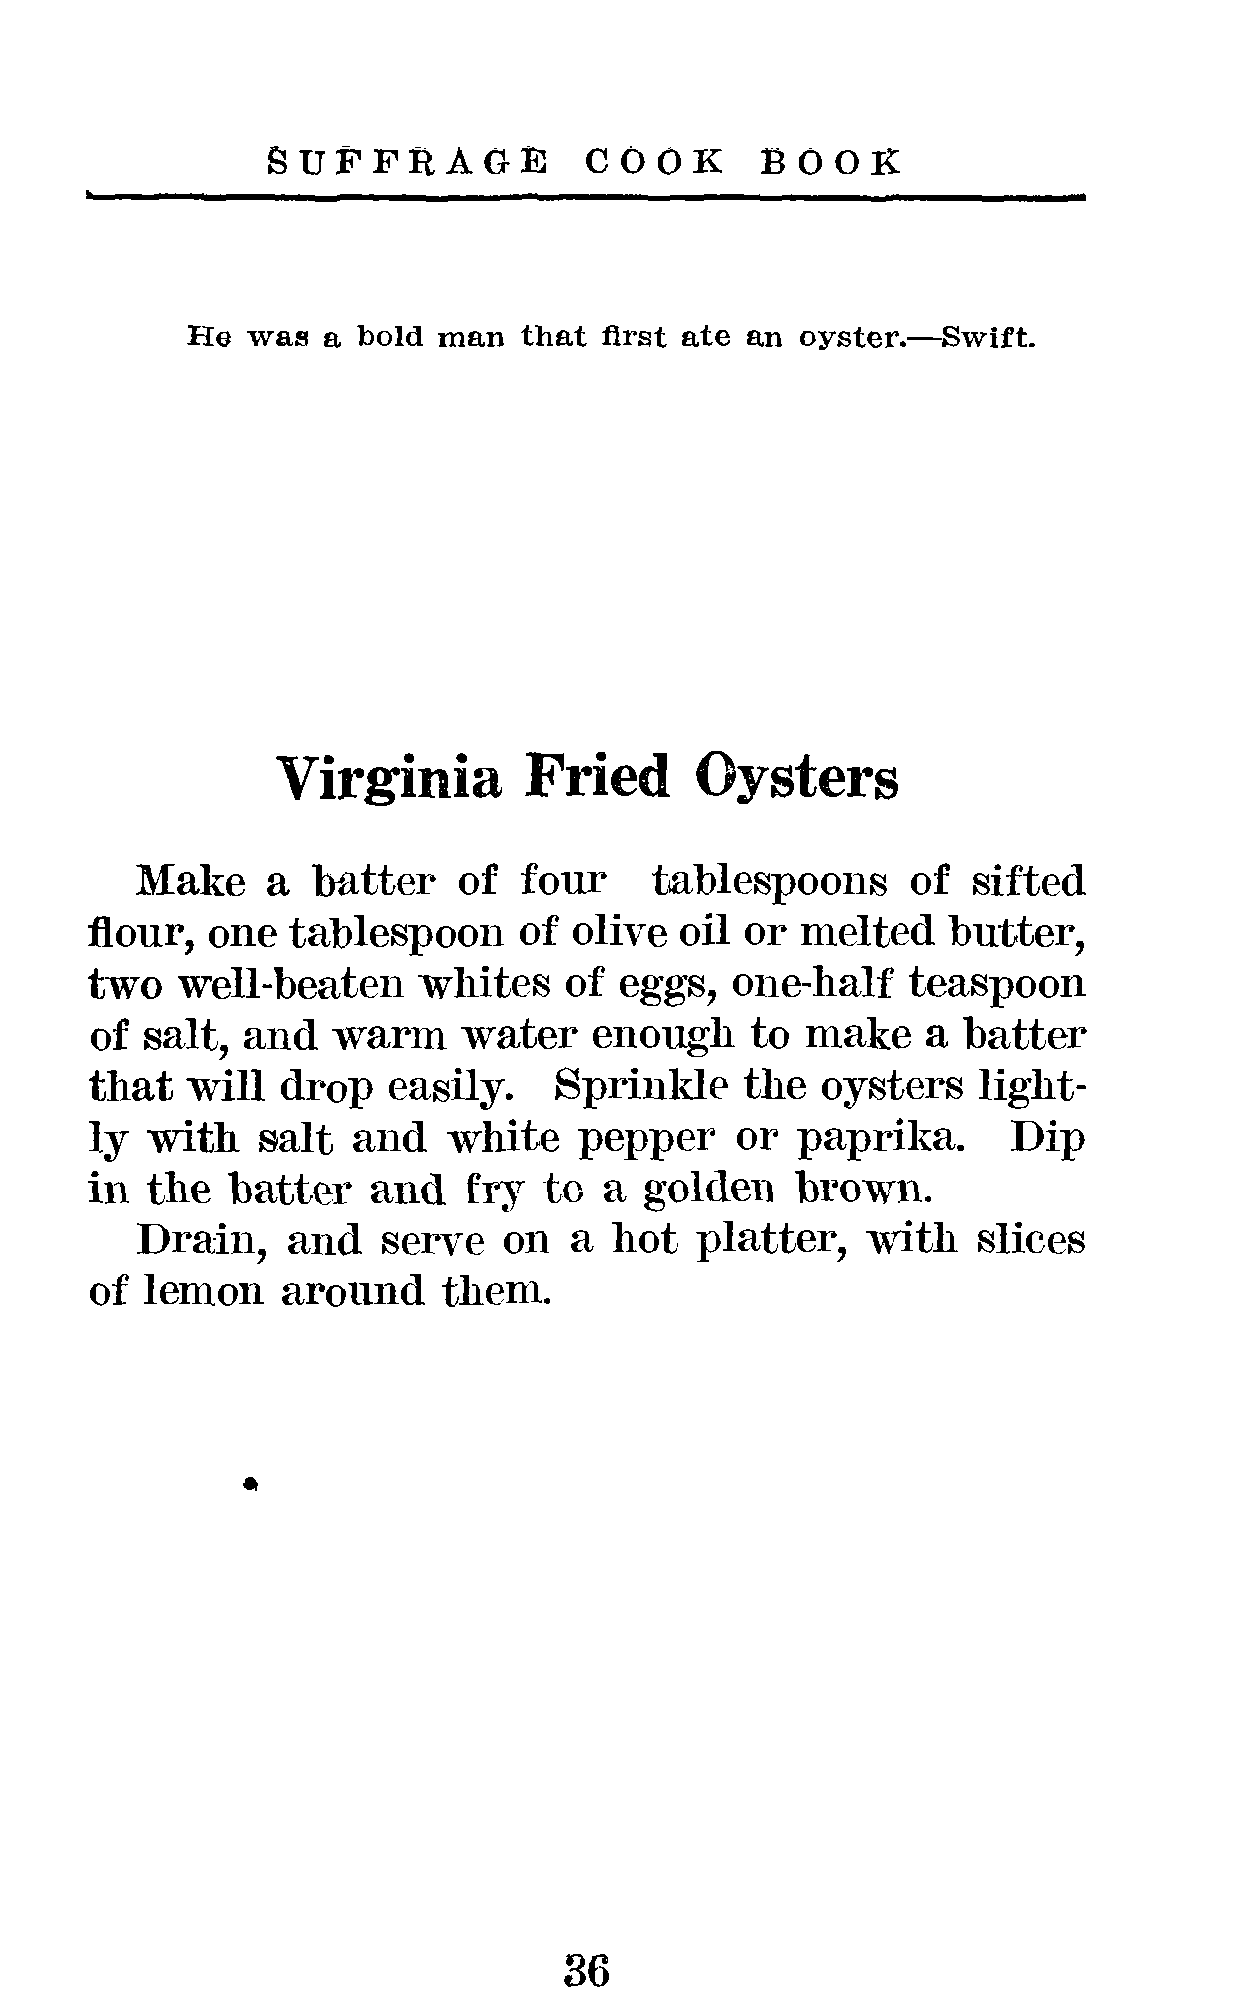 SUFFRAGE COOK BOOK
He was a bold man that first ate an oyster.—Swift.
Virginia Fried Oysters
Make a batter of four tablespoons of sifted
flour, one tablespoon of olive oil or melted butter,
two well-beaten whites of eggs, one-half teaspoon
of salt, and warm water enough to make a batter
that will drop easily. Sprinkle the oysters light-
ly with salt and white pepper or paprika. Dip
in the batter and fry to a golden brown.
Drain, and serve on a hot platter, with slices
of lemon around them.
36